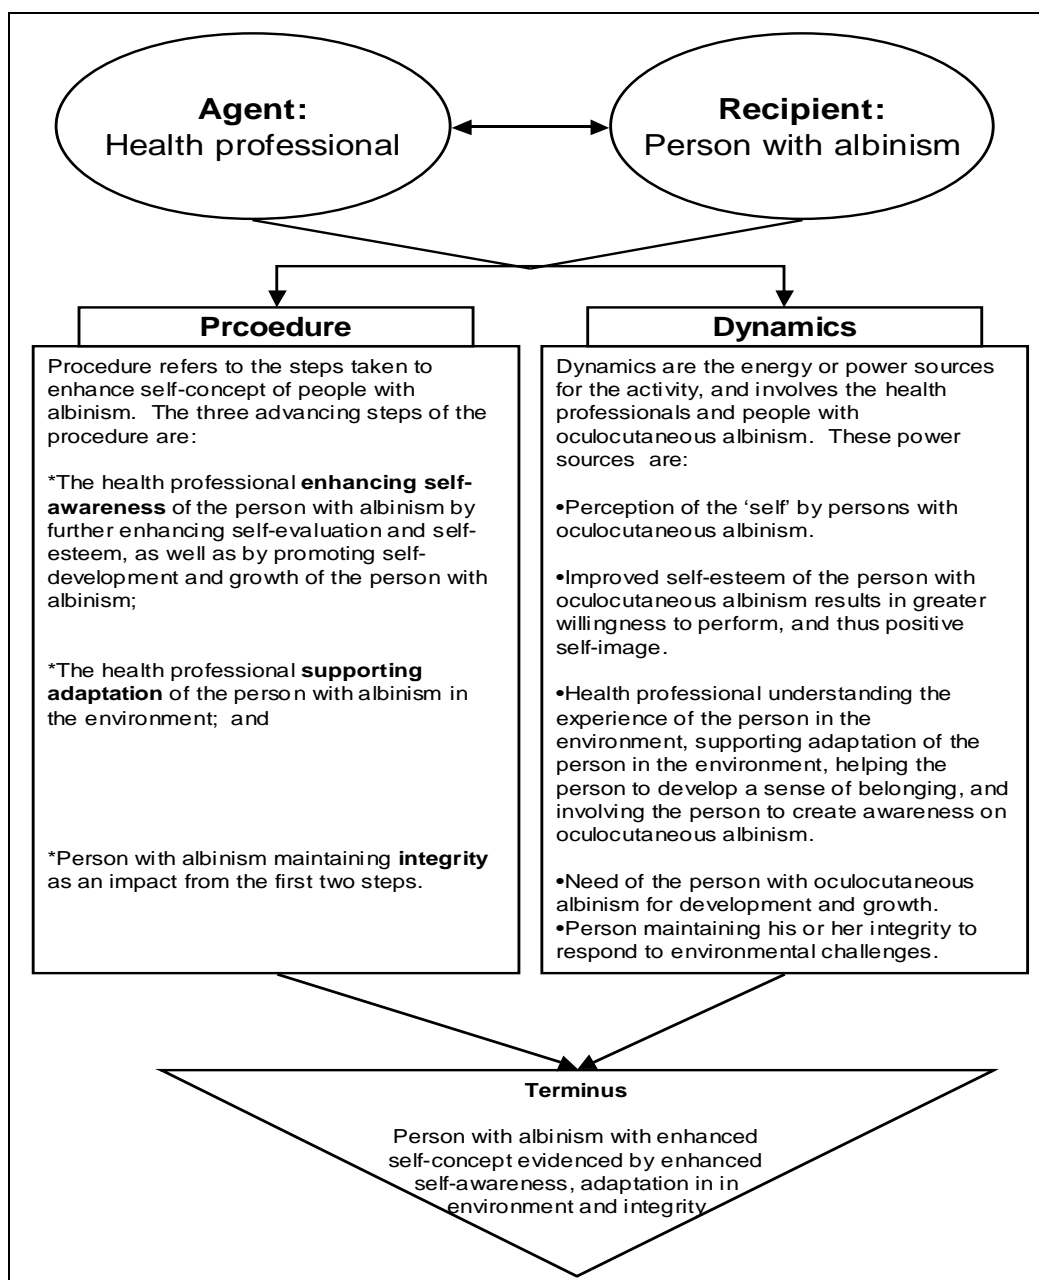 Agent:
Health professional
Recipient:
Person with albinism
Prcoedure
Procedure refers to the steps taken to
enhance self-concept of people with
albinism.  The three advancing steps of the
procedure are:
*The health professional enhancing self-
awareness of the person with albinism by
further enhancing self-evaluation and self-
esteem, as well as by promoting self-
development and growth of the person with
albinism;
*The health professional supporting
adaptation of the person with albinism in
the environment;  and
*Person with albinism maintaining integrity
as an impact from the first two steps.
Dynamics
Dynamics are the energy or power sources
for the activity, and involves the health
professionals and people with
oculocutaneous albinism.  These power
sources  are:
•Perception of the ‘self’ by persons with
oculocutaneous albinism.
•Improved self-esteem of the person with
oculocutaneous albinism results in greater
willingness to perform, and thus positive
self-image.
•Health professional understanding the
experience of the person in the
environment, supporting adaptation of the
person in the environment, helping the
person to develop a sense of belonging, and
involving the person to create awareness on
oculocutaneous albinism.
•Need of the person with oculocutaneous
albinism for development and growth.
•Person maintaining his or her integrity to
respond to environmental challenges.
Terminus
Person with albinism with enhanced
self-concept evidenced by enhanced
self-awareness, adaptation in in
environment and integrity